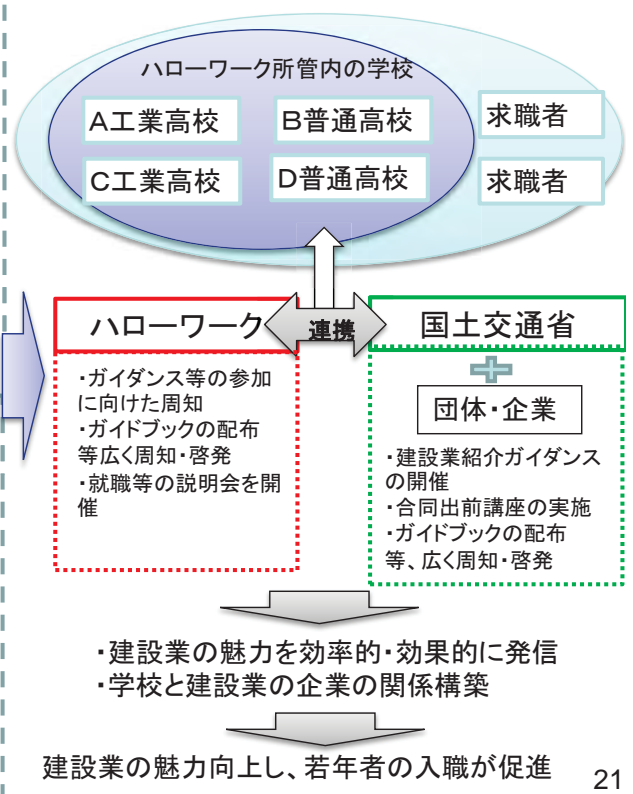 ハローワーク所管内の学校
A工業高校
B普通高校
求職者
C工業高校
D普通高校
求職者
ハローワーク
連携
国土交通省
・ガイダンス等の参加
に向けた周知
・ガイドブックの配布
等広く周知・啓発
・就職等の説明会を開
催
団体・企業
・建設業紹介ガイダンス
の開催
・合同出前講座の実施
・ガイドブックの配布
等、広く周知・啓発
・建設業の魅力を効率的・効果的に発信
・学校と建設業の企業の関係構築
建設業の魅力向上し、若年者の入職が促進
21